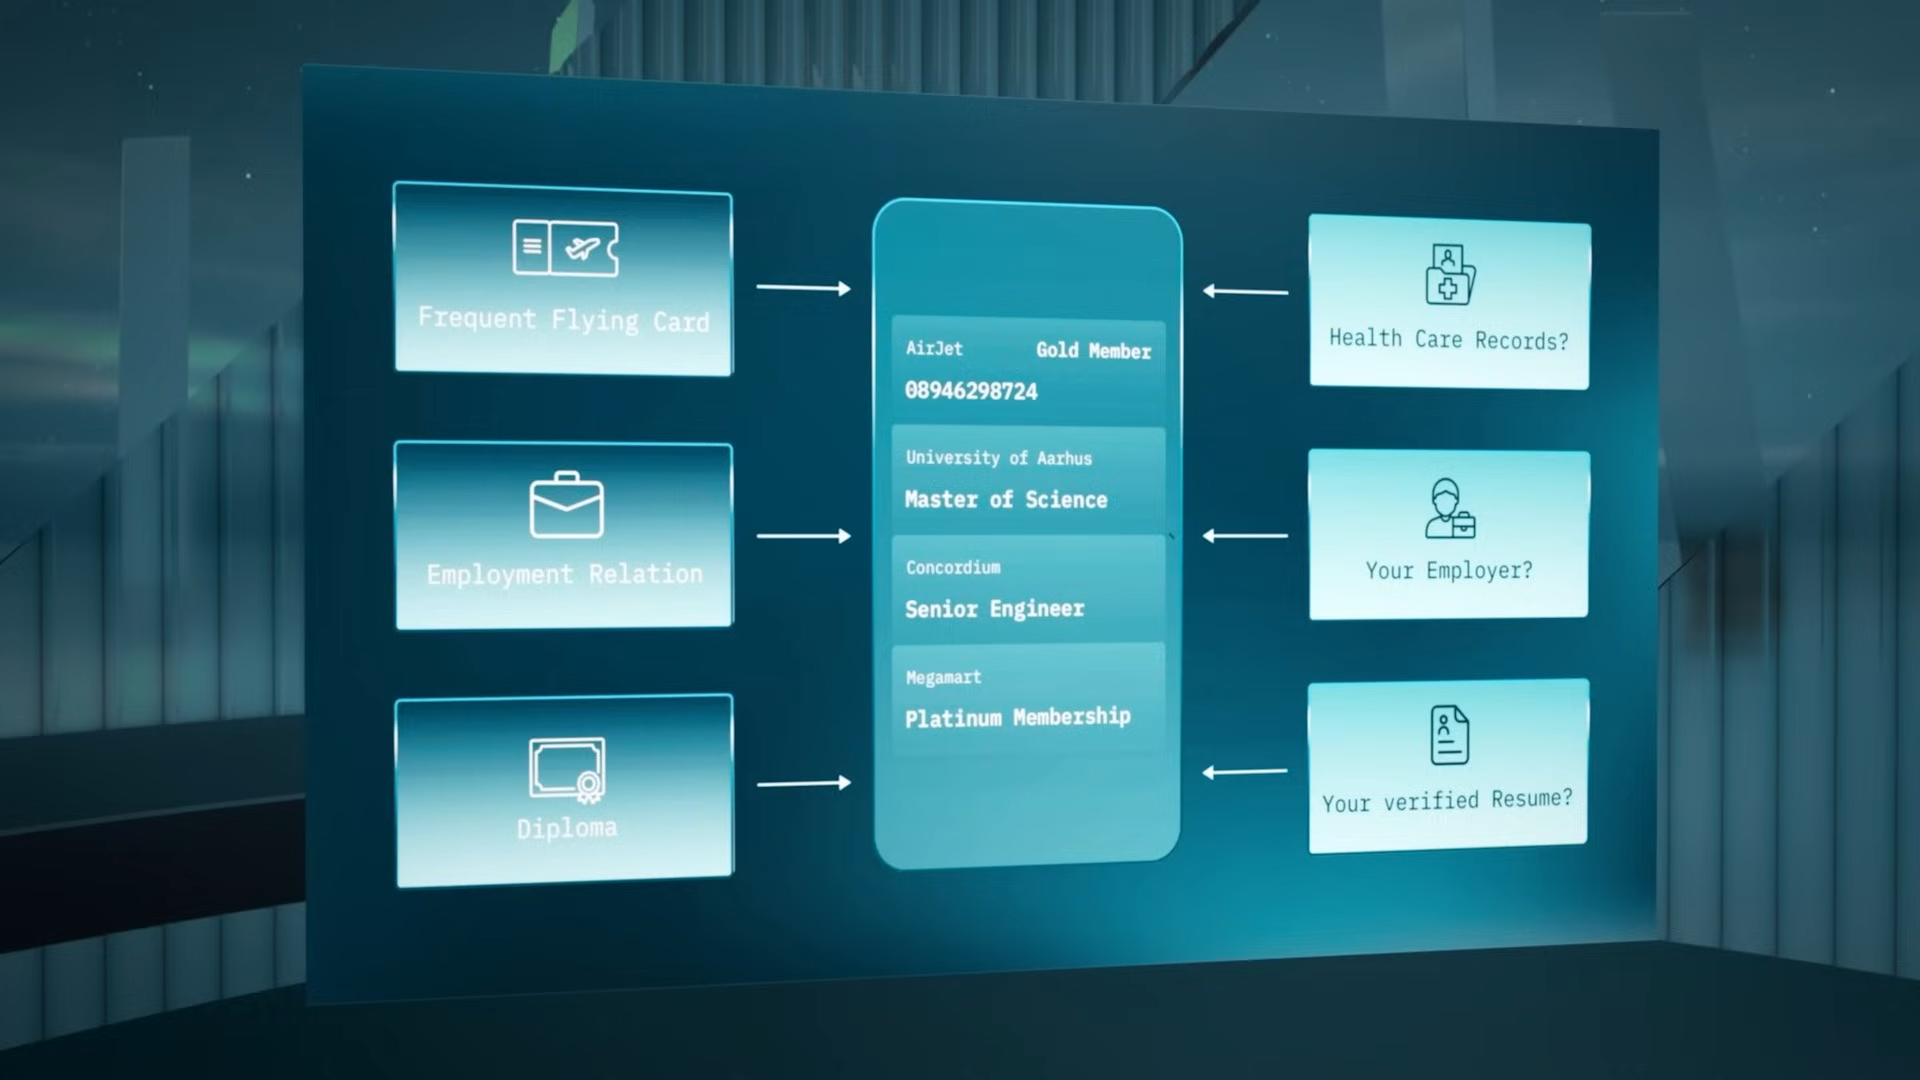 Frequent Flying Card
Employment Relation
Diploma
AirJet Gold Member
08946298724
University of Aarhus
Master of Science
Concordium
Senior Engineer
Megamart
Platinum Membership
Health Care Records?
Your Employer?
Your verified Resume?